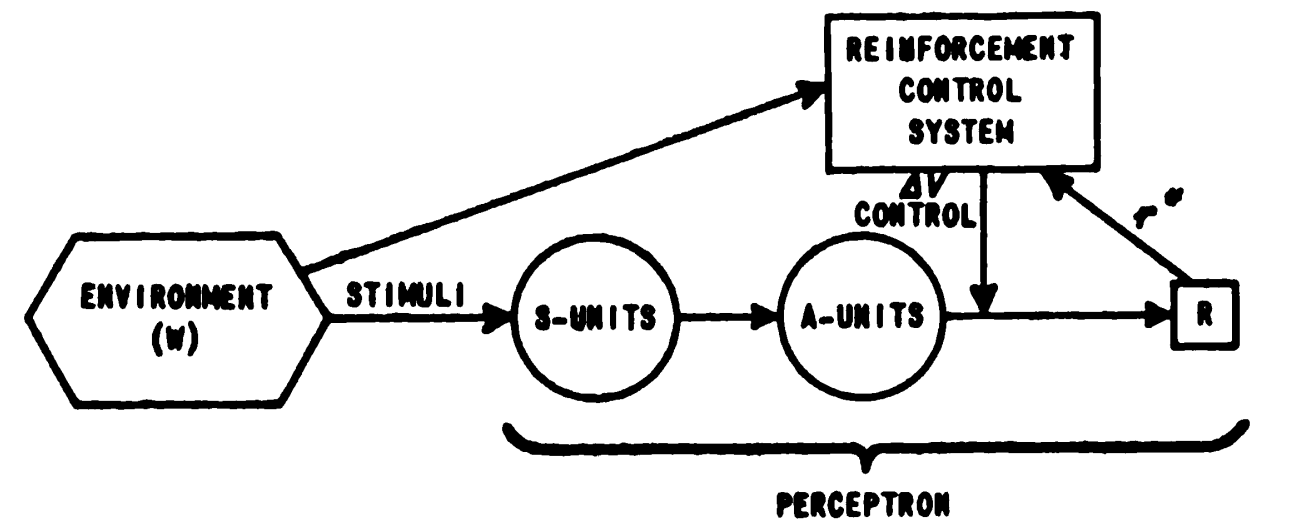 REINFORCEMENT
CONTROL
SYSTEM
ΔV
CONTROL
r*
ENVIRONMENT
(W)
STIMULI
S-UNITS
A-UNITS
R
PERCEPTRON